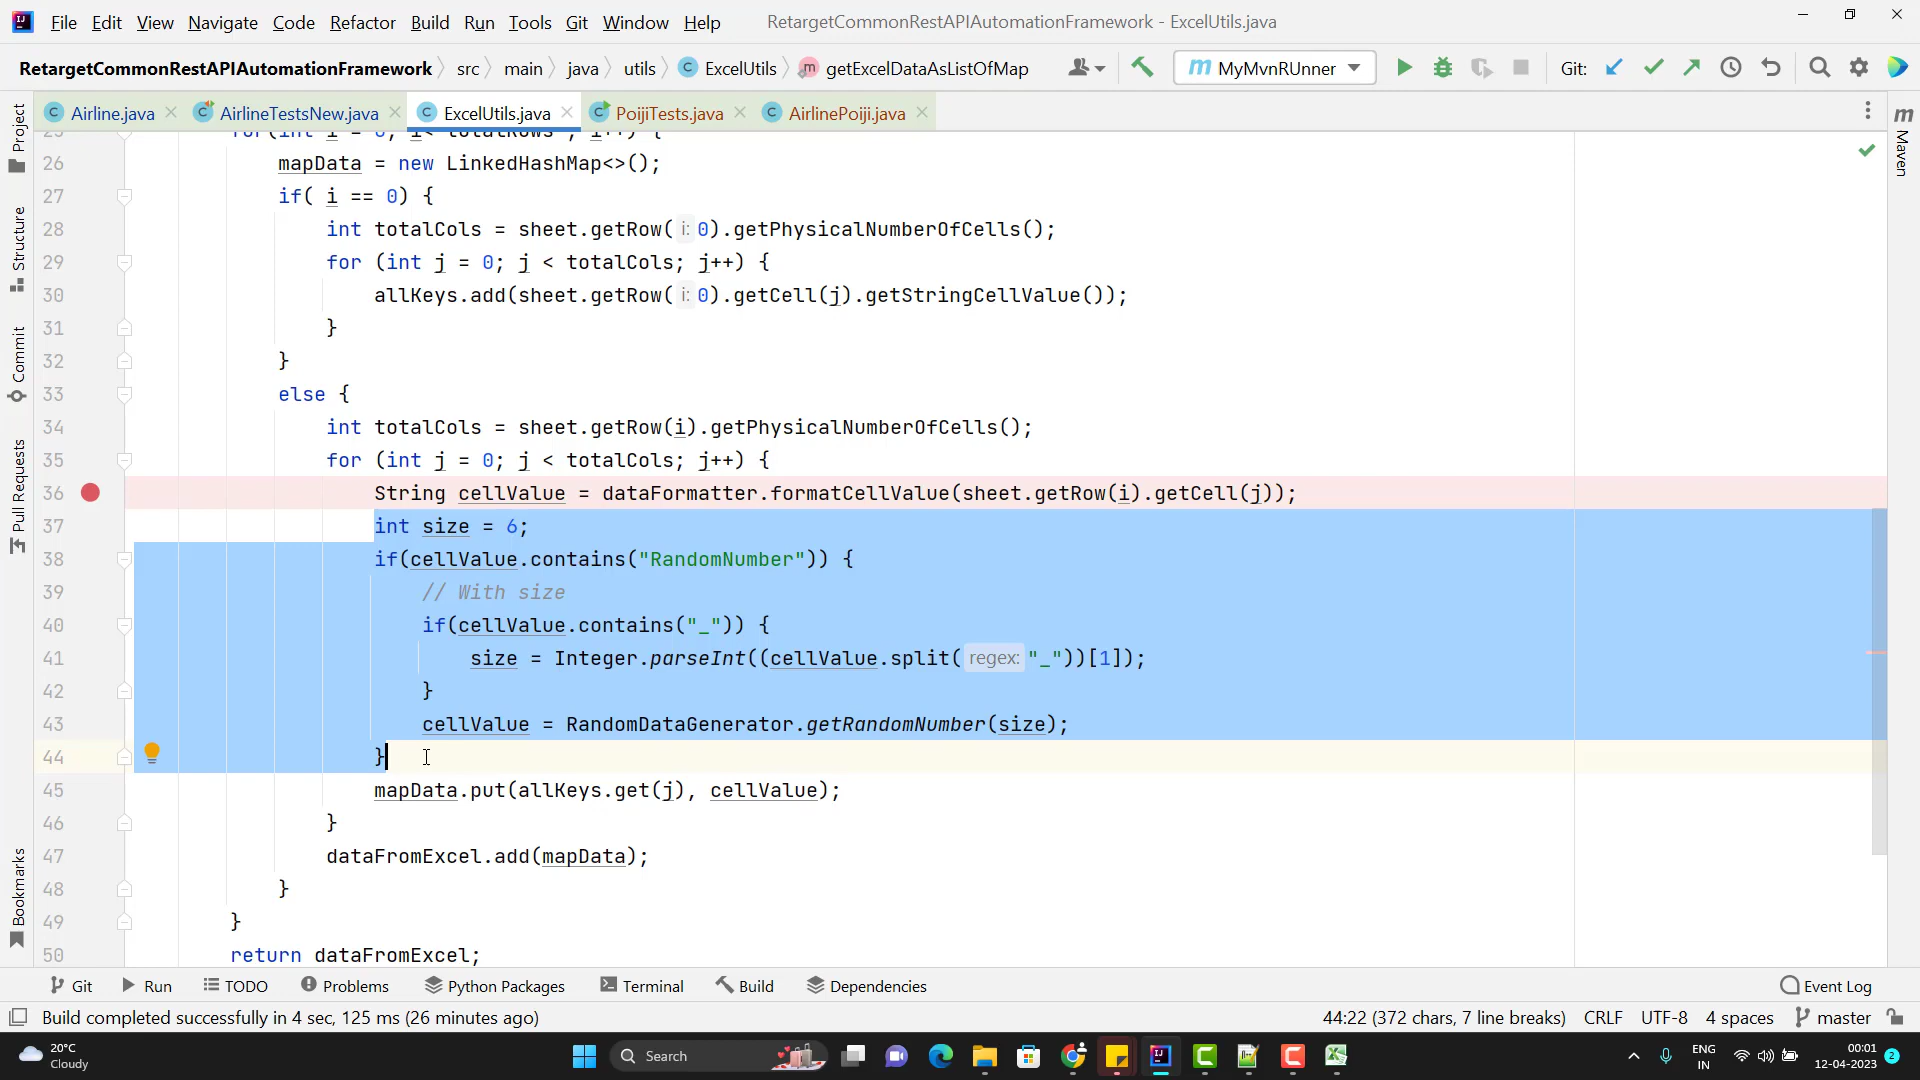 File Edit View Navigate Code Refactor Build Run Tools Git Window Help RetargetCommonRestAPIAutomationFramework - ExcelUtils.java
RetargetCommonRestAPIAutomationFramework src main java utils ExcelUtils getExcelDataAsListOfMap MyMvnRUnner Git:
Airline.java AirlineTestsNew.java ExcelUtils.java PoijiTests.java AirlinePoiji.java
Project
Structure
Commit
Pull Requests
Bookmarks
Maven
25 for(int i = 0; i< totalRows ; i++) {
26 mapData = new LinkedHashMap<>();
27 if( i == 0) {
28 int totalCols = sheet.getRow( i: 0).getPhysicalNumberOfCells();
29 for (int j = 0; j < totalCols; j++) {
30 allKeys.add(sheet.getRow( i: 0).getCell(j).getStringCellValue());
31 }
32 }
33 else {
34 int totalCols = sheet.getRow(i).getPhysicalNumberOfCells();
35 for (int j = 0; j < totalCols; j++) {
36 String cellValue = dataFormatter.formatCellValue(sheet.getRow(i).getCell(j));
37 int size = 6;
38 if(cellValue.contains("RandomNumber")) {
39 // With size
40 if(cellValue.contains("_")) {
41 size = Integer.parseInt((cellValue.split( regex: "_"))[1]);
42 }
43 cellValue = RandomDataGenerator.getRandomNumber(size);
44 }
45 mapData.put(allKeys.get(j), cellValue);
46 }
47 dataFromExcel.add(mapData);
48 }
49 }
50 return dataFromExcel;
Git Run TODO Problems Python Packages Terminal Build Dependencies Event Log
Build completed successfully in 4 sec, 125 ms (26 minutes ago) 44:22 (372 chars, 7 line breaks) CRLF UTF-8 4 spaces master
20°C
Cloudy
Search
ENG
IN
00:01
12-04-2023
2